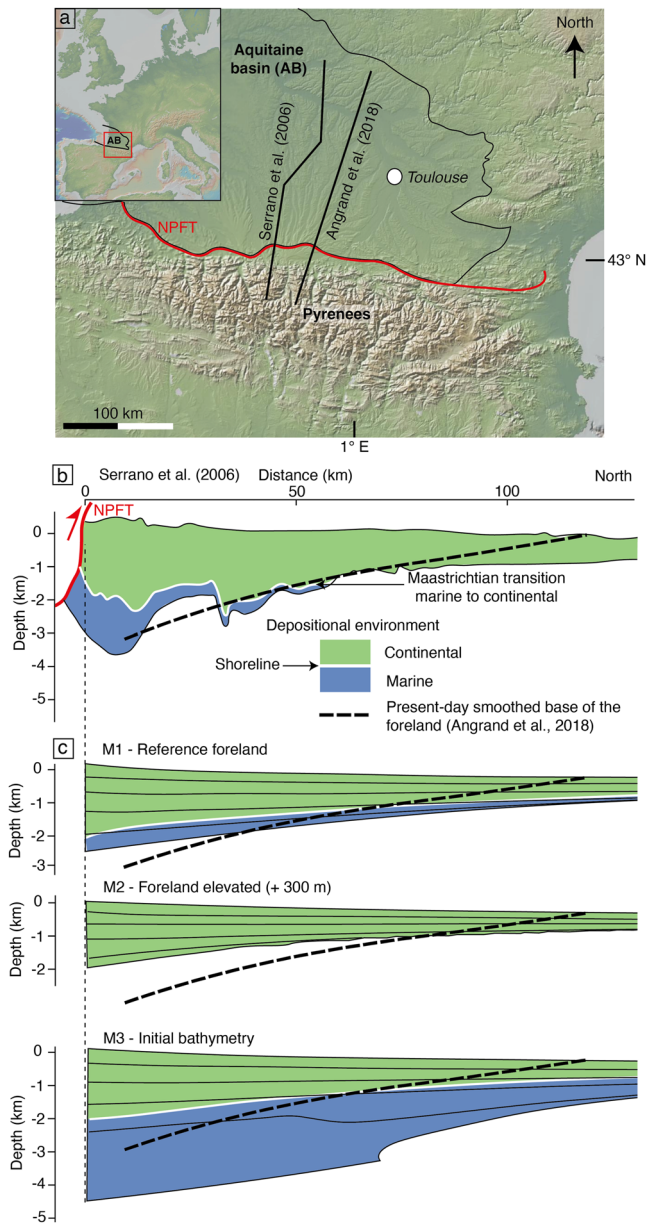 a
North
Aquitaine
basin (AB)
AB
Serrano et al. (2006)
Angrand et al. (2018)
Toulouse
NPFT
43° N
Pyrenees
100 km
1° E
b
Serrano et al. (2006)
Distance (km)
North
0
50
100
NPFT
0
-1
-2
-3
-4
-5
Depth (km)
Maastrichtian transition
marine to continental
Depositional environment
Shoreline
Continental
Marine
Present-day smoothed base of the
foreland (Angrand et al., 2018)
c
M1 - Reference foreland
0
-1
-2
-3
Depth (km)
M2 - Foreland elevated (+ 300 m)
0
-1
-2
Depth (km)
M3 - Initial bathymetry
0
-1
-2
-3
-4
-5
Depth (km)